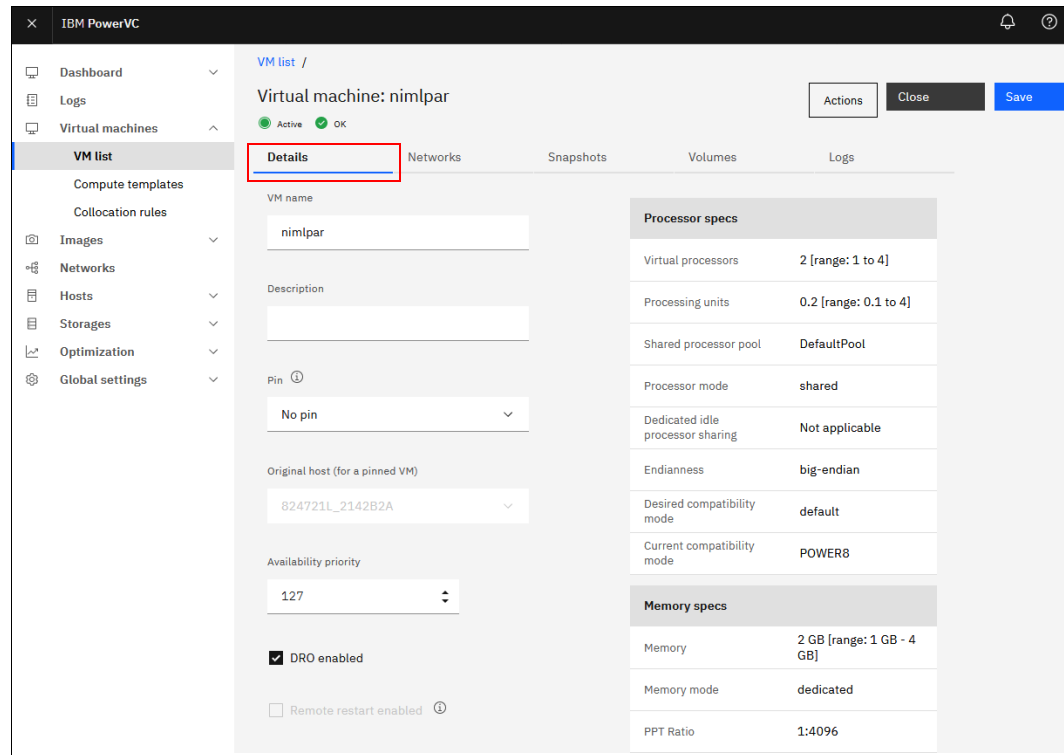 IBM PowerVC
Dashboard
Logs
Virtual machines
VM list
Compute templates
Collocation rules
Images
Networks
Hosts
Storages
Optimization
Global settings
VM list /
Virtual machine: nimlpar
Active OK
Actions
Close
Save
Details Networks Snapshots Volumes Logs
VM name
nimlpar
Description
Pin
No pin
Original host (for a pinned VM)
824721L_2142B2A
Availability priority
127
DRO enabled
Remote restart enabled
Processor specs
Virtual processors 2 [range: 1 to 4]
Processing units 0.2 [range: 0.1 to 4]
Shared processor pool DefaultPool
Processor mode shared
Dedicated idle
processor sharing
Not applicable
Endianness big-endian
Desired compatibility
mode
default
Current compatibility
mode
POWER8
Memory specs
Memory
2 GB [range: 1 GB - 4
GB]
Memory mode dedicated
PPT Ratio 1:4096